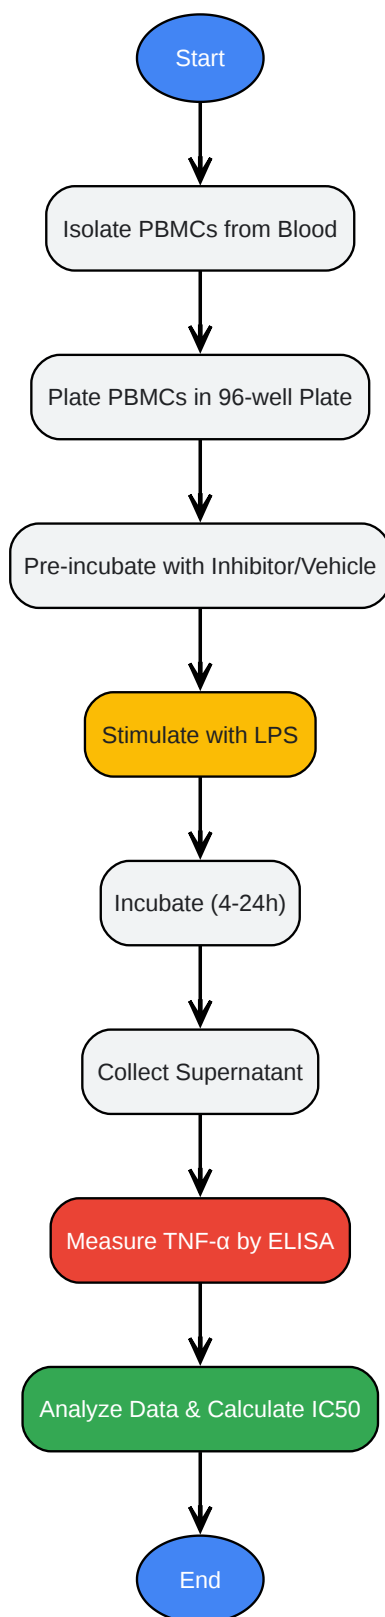 Start
Isolate PBMCs from Blood
Plate PBMCs in 96-well Plate
Pre-incubate with Inhibitor/Vehicle
Stimulate with LPS
Incubate (4-24h)
Collect Supernatant
Measure TNF-α by ELISA
Analyze Data & Calculate IC50
End